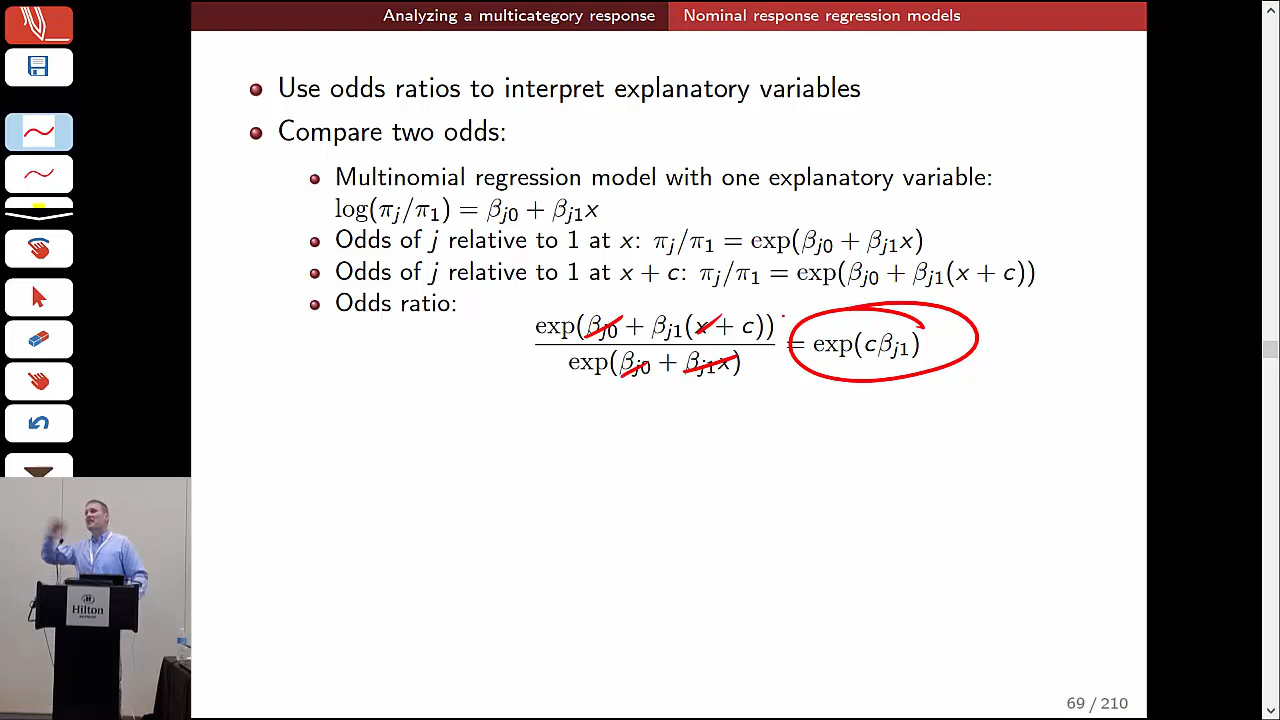 Analyzing a multicategory response Nominal response regression models
Use odds ratios to interpret explanatory variables
Compare two odds:
Multinomial regression model with one explanatory variable:
log(πj/π1) = βj0 + βj1x
Odds of j relative to 1 at x: πj/π1 = exp(βj0 + βj1x)
Odds of j relative to 1 at x + c: πj/π1 = exp(βj0 + βj1(x + c))
Odds ratio:
exp(βj0 + βj1(x + c))
= exp(cβj1)
exp(βj0 + βj1x)
Hilton
69 / 210